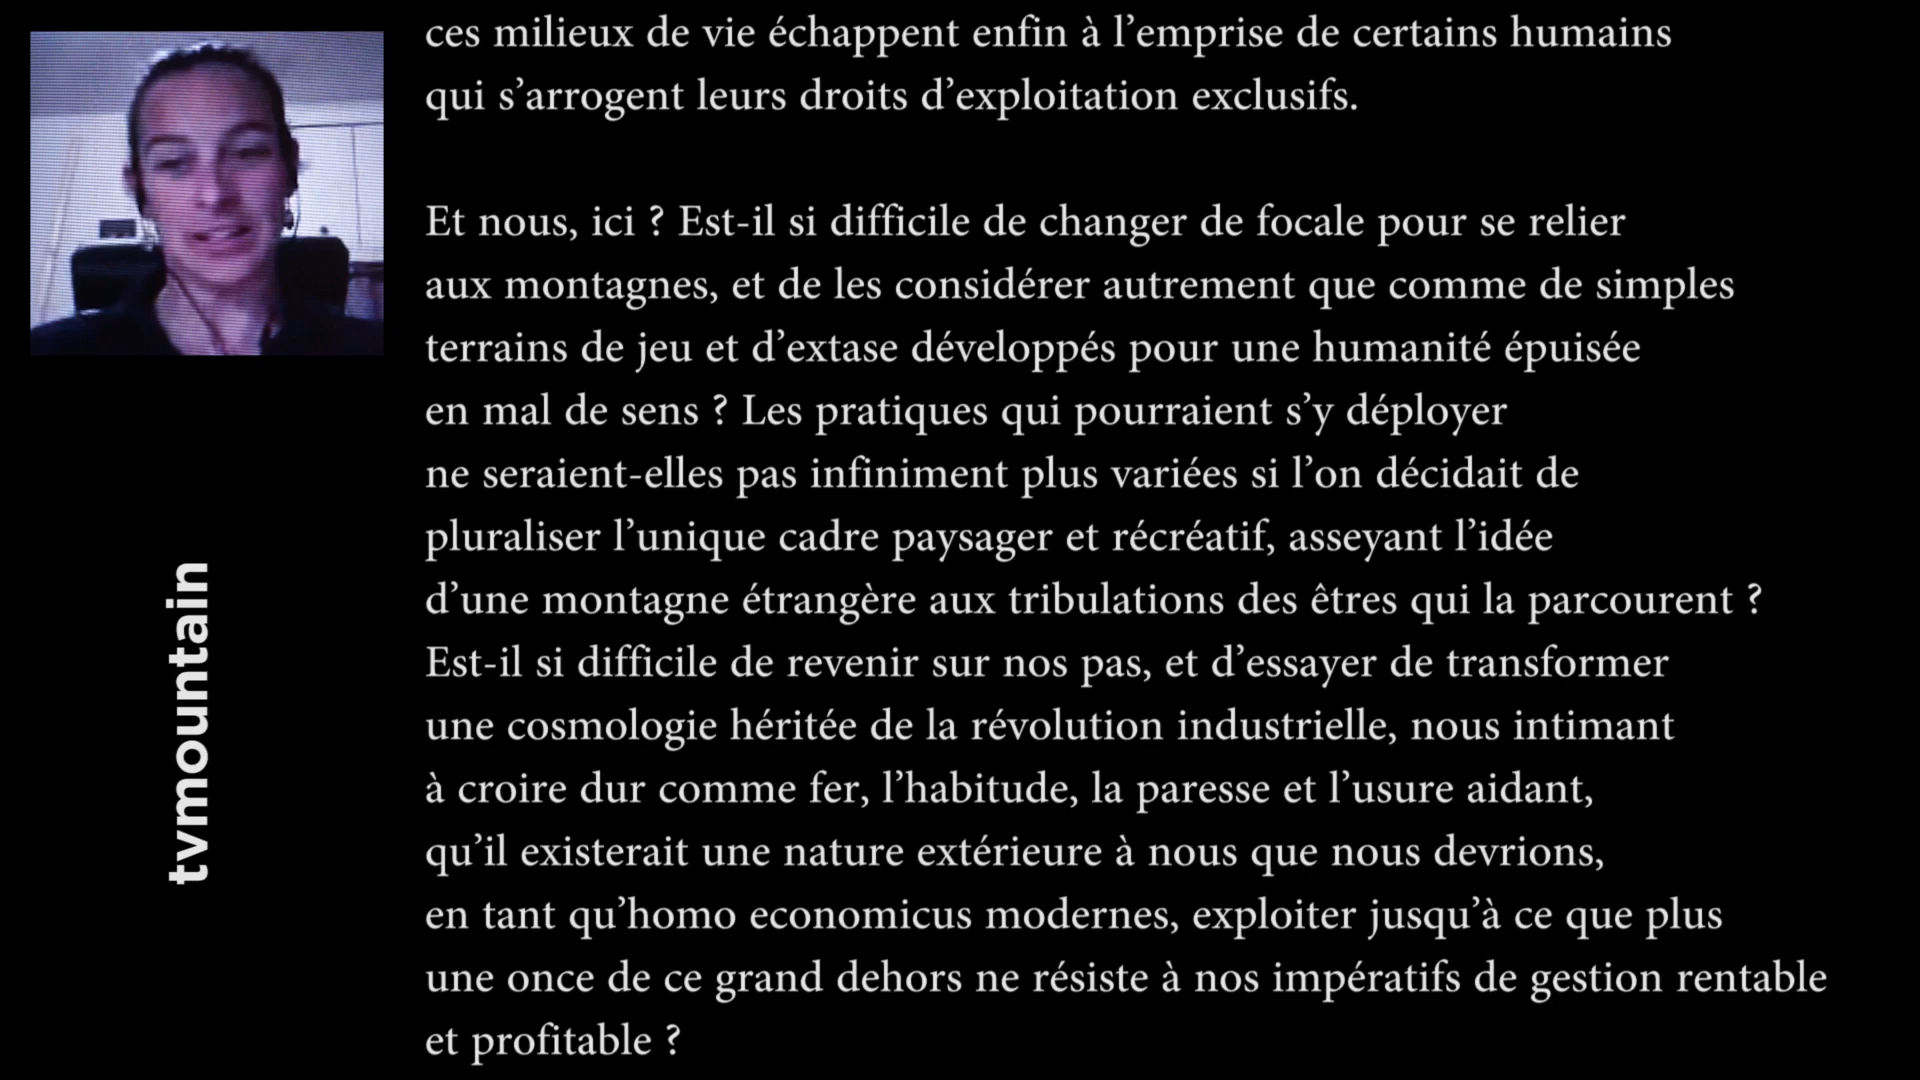 ces milieux de vie échappent enfin à l’emprise de certains humains
qui s’arrogent leurs droits d’exploitation exclusifs.
Et nous, ici ? Est-il si difficile de changer de focale pour se relier
aux montagnes, et de les considérer autrement que comme de simples
terrains de jeu et d’extase développés pour une humanité épuisée
en mal de sens ? Les pratiques qui pourraient s’y déployer
ne seraient-elles pas infiniment plus variées si l’on décidait de
pluraliser l’unique cadre paysager et récréatif, asseyant l’idée
d’une montagne étrangère aux tribulations des êtres qui la parcourent ?
Est-il si difficile de revenir sur nos pas, et d’essayer de transformer
une cosmologie héritée de la révolution industrielle, nous intimant
à croire dur comme fer, l’habitude, la paresse et l’usure aidant,
qu’il existerait une nature extérieure à nous que nous devrions,
en tant qu’homo economicus modernes, exploiter jusqu’à ce que plus
une once de ce grand dehors ne résiste à nos impératifs de gestion rentable
et profitable ?
tvmountain